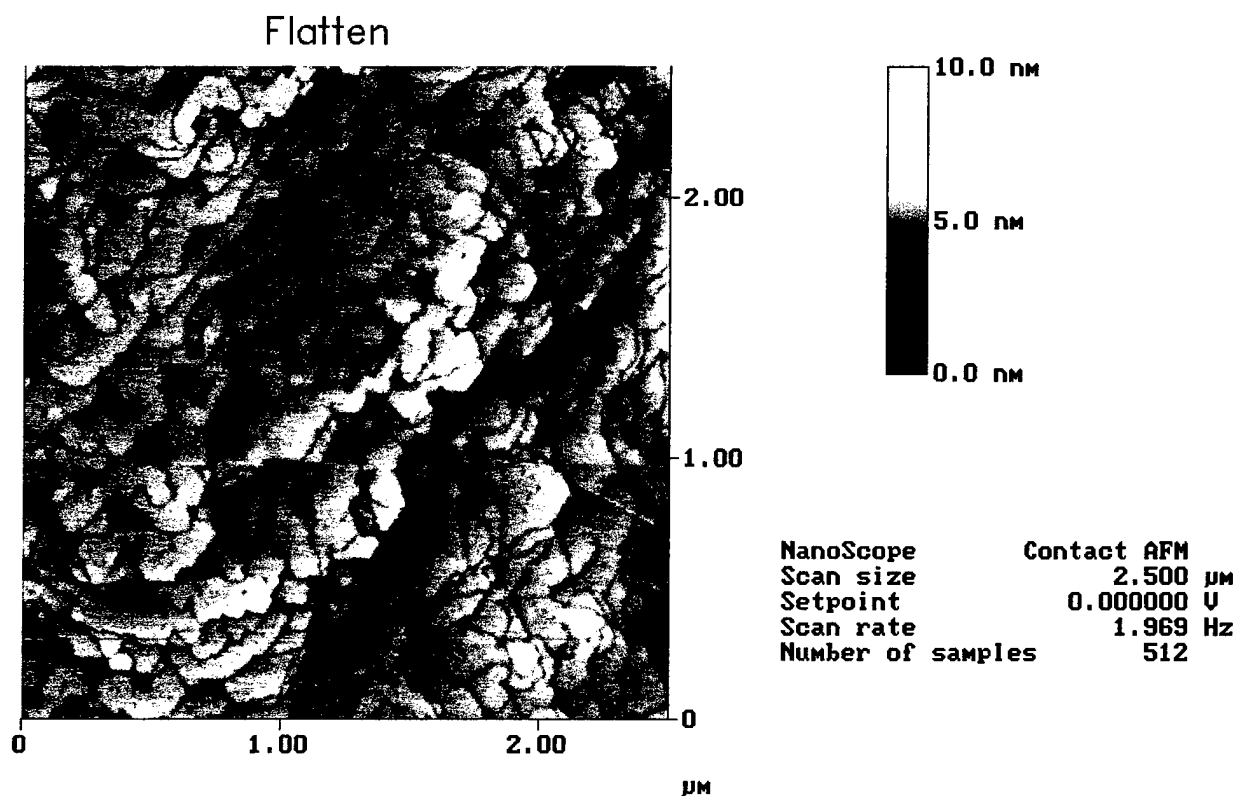 Flatten
10.0 nm
5.0 nm
0.0 nm
2.00
1.00
0
0 1.00 2.00
µm
NanoScope Contact AFM
Scan size 2.500 µm
Setpoint 0.000000 V
Scan rate 1.969 Hz
Number of samples 512